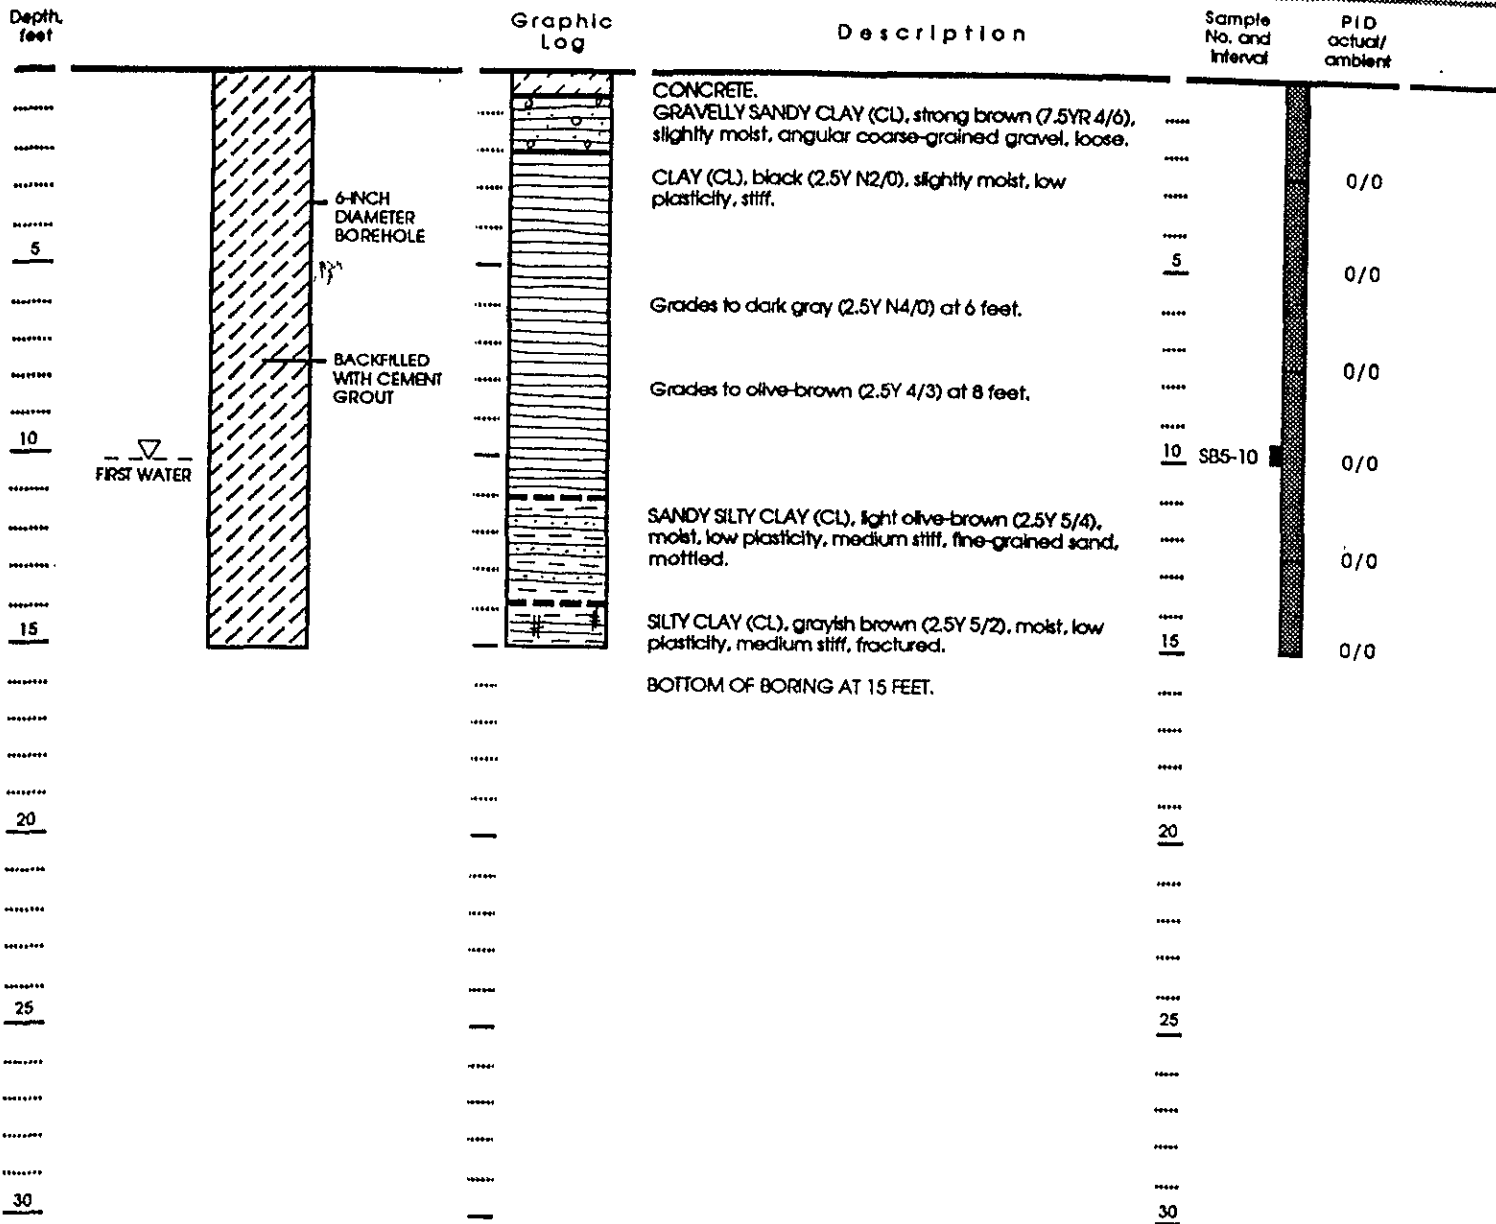 Depth,
feet
Graphic
Log
Description
Sample
No. and
Interval
PID
actual/
ambient
CONCRETE.
GRAVELLY SANDY CLAY (CL), strong brown (7.5YR 4/6),
slightly moist, angular coarse-grained gravel, loose.
CLAY (CL), black (2.5Y N2/0), slightly moist, low
plasticity, stiff.
0/0
6-INCH
DIAMETER
BOREHOLE
5
5
0/0
Grades to dark gray (2.5Y N4/0) at 6 feet.
BACKFILLED
WITH CEMENT
GROUT
0/0
Grades to olive-brown (2.5Y 4/3) at 8 feet.
10
FIRST WATER
10
SB5-10
0/0
SANDY SILTY CLAY (CL), light olive-brown (2.5Y 5/4),
moist, low plasticity, medium stiff, fine-grained sand,
mottled.
0/0
15
SILTY CLAY (CL), grayish brown (2.5Y 5/2), moist, low
plasticity, medium stiff, fractured.
15
0/0
BOTTOM OF BORING AT 15 FEET.
20
20
25
25
30
30